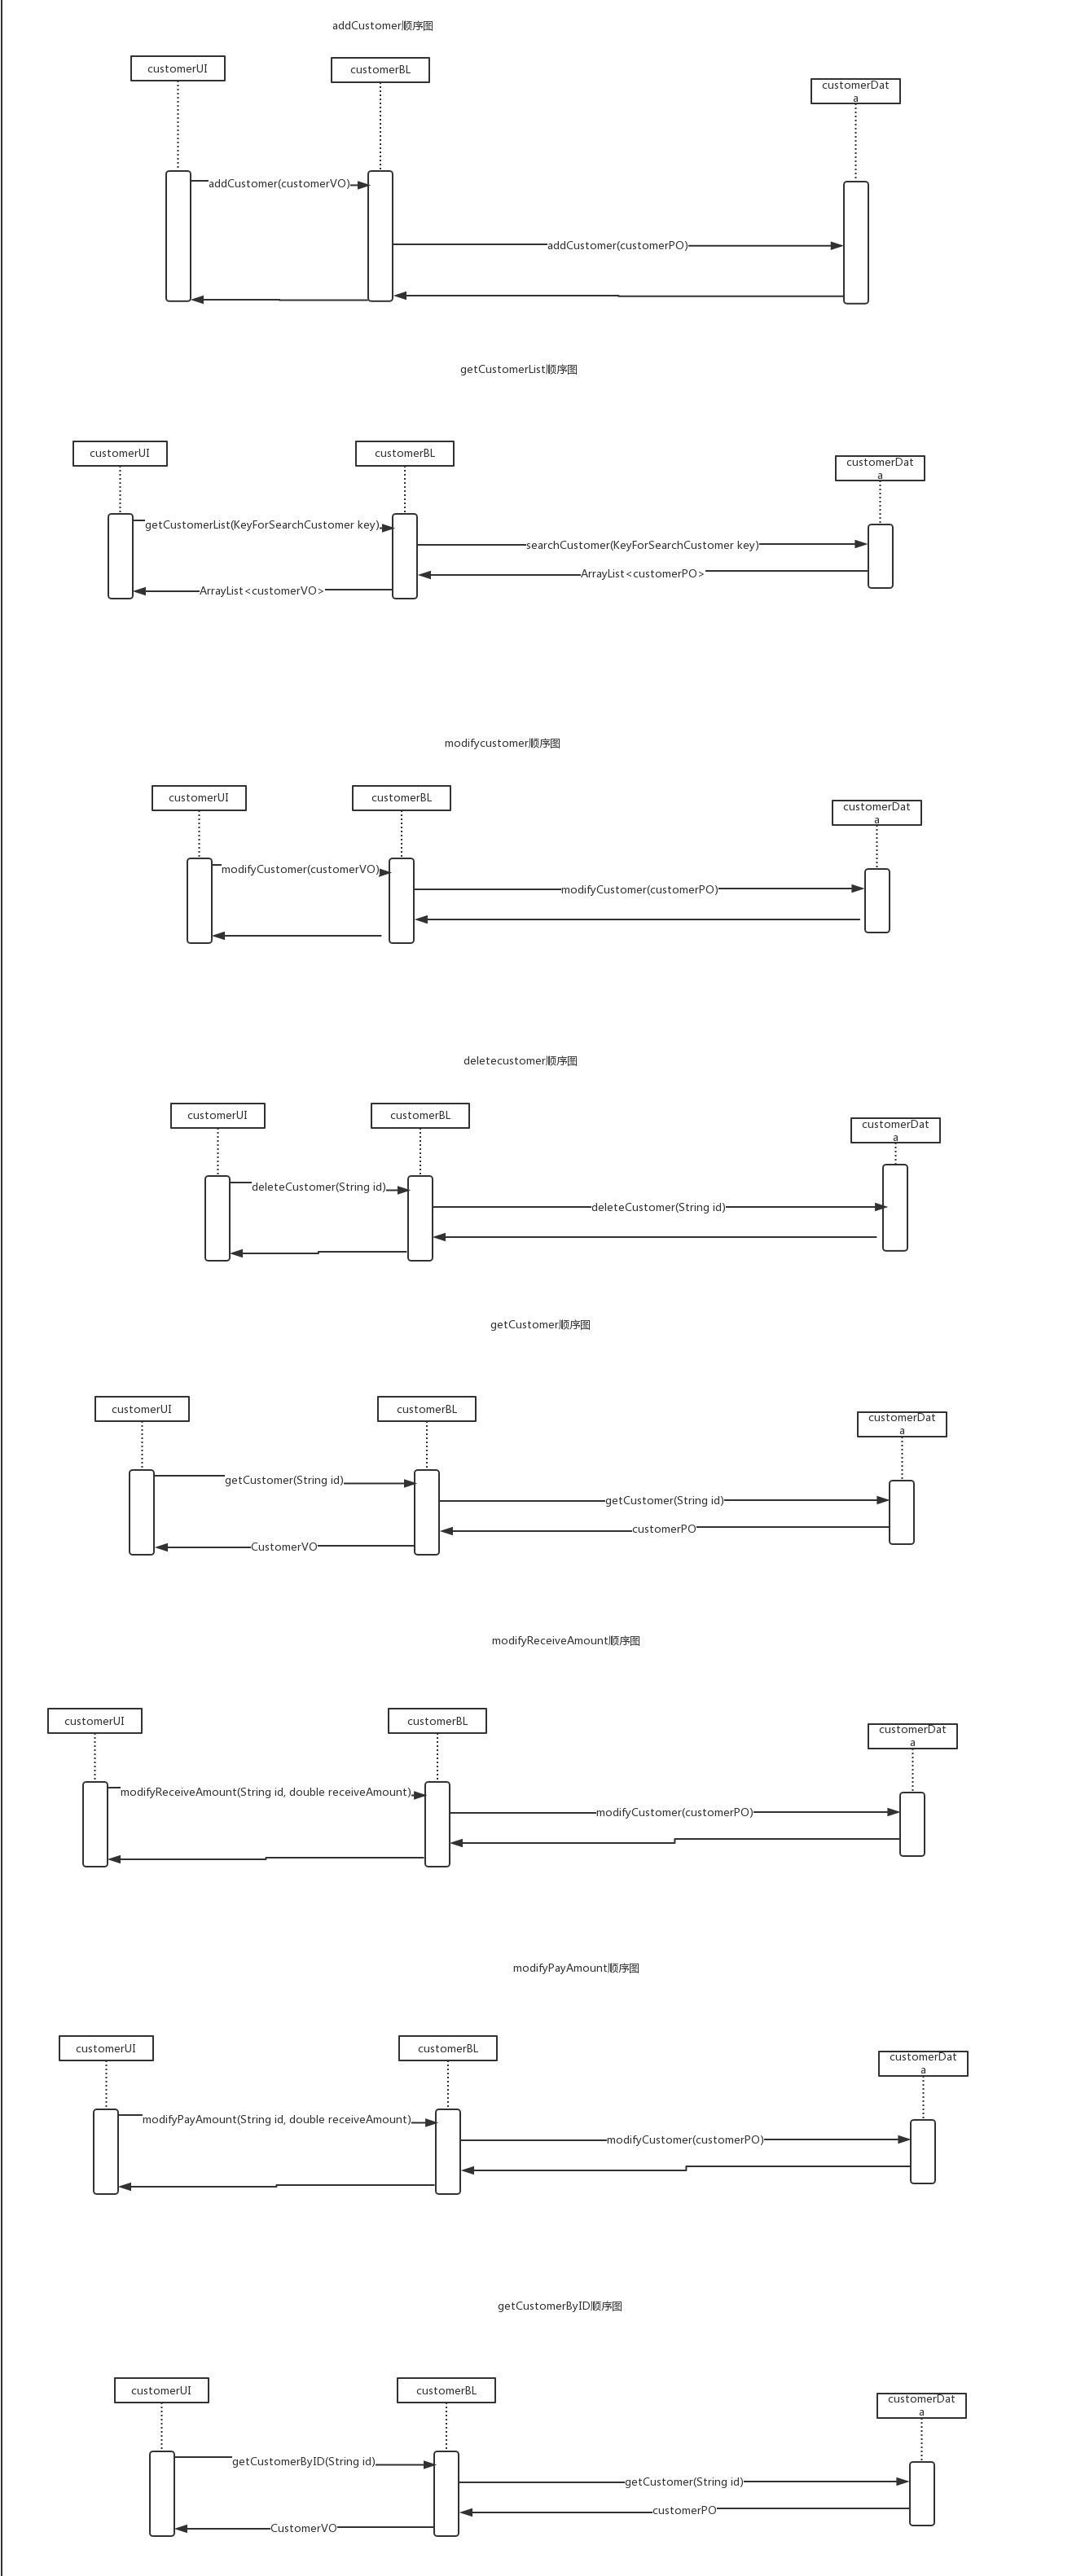 addCustomer顺序图
customerUI
customerBL
customerDat
a
addCustomer(customerVO)
addCustomer(customerPO)
getCustomerList顺序图
customerUI
customerBL
customerDat
a
getCustomerList(KeyForSearchCustomer key)
searchCustomer(KeyForSearchCustomer key)
ArrayList<customerPO>
ArrayList<customerVO>
modifycustomer顺序图
customerUI
customerBL
customerDat
a
modifyCustomer(customerVO)
modifyCustomer(customerPO)
deletecustomer顺序图
customerUI
customerBL
customerDat
a
deleteCustomer(String id)
deleteCustomer(String id)
getCustomer顺序图
customerUI
customerBL
customerDat
a
getCustomer(String id)
getCustomer(String id)
customerPO
CustomerVO
modifyReceiveAmount顺序图
customerUI
customerBL
customerDat
a
modifyReceiveAmount(String id, double receiveAmount)
modifyCustomer(customerPO)
modifyPayAmount顺序图
customerUI
customerBL
customerDat
a
modifyPayAmount(String id, double receiveAmount)
modifyCustomer(customerPO)
getCustomerByID顺序图
customerUI
customerBL
customerDat
a
getCustomerByID(String id)
getCustomer(String id)
customerPO
CustomerVO